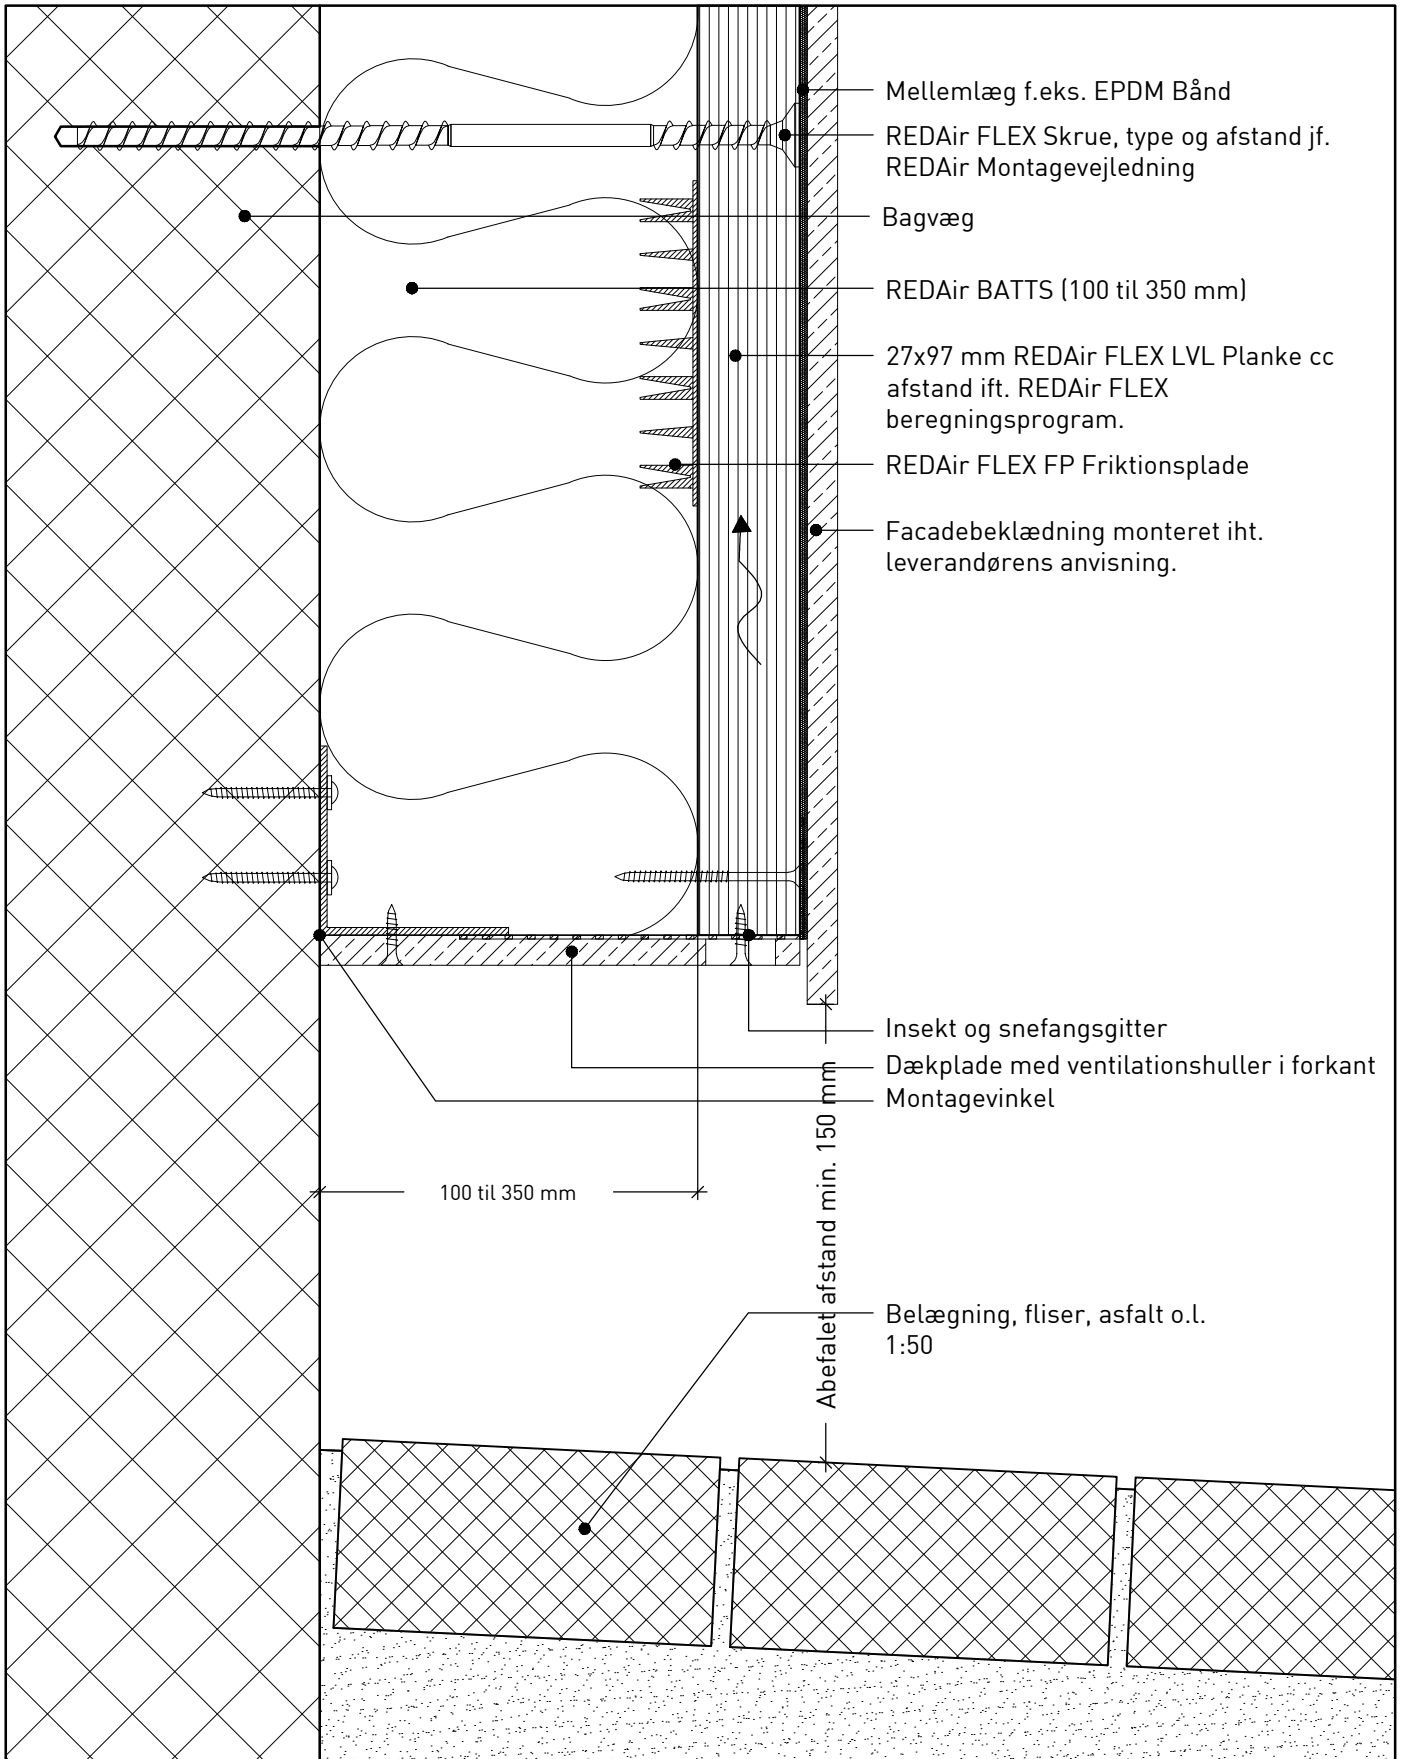 Mellemlæg f.eks. EPDM Bånd
REDAir FLEX Skrue, type og afstand jf.
REDAir Montagevejledning
Bagvæg
REDAir BATTS (100 til 350 mm)
27x97 mm REDAir FLEX LVL Planke cc
afstand ift. REDAir FLEX
beregningsprogram.
REDAir FLEX FP Friktionsplade
Facadebeklædning monteret iht.
leverandørens anvisning.
Insekt og snefangsgitter
Dækplade med ventilationshuller i forkant
Montagevinkel
Abefalet afstand min. 150 mm
100 til 350 mm
Belægning, fliser, asfalt o.l.
1:50